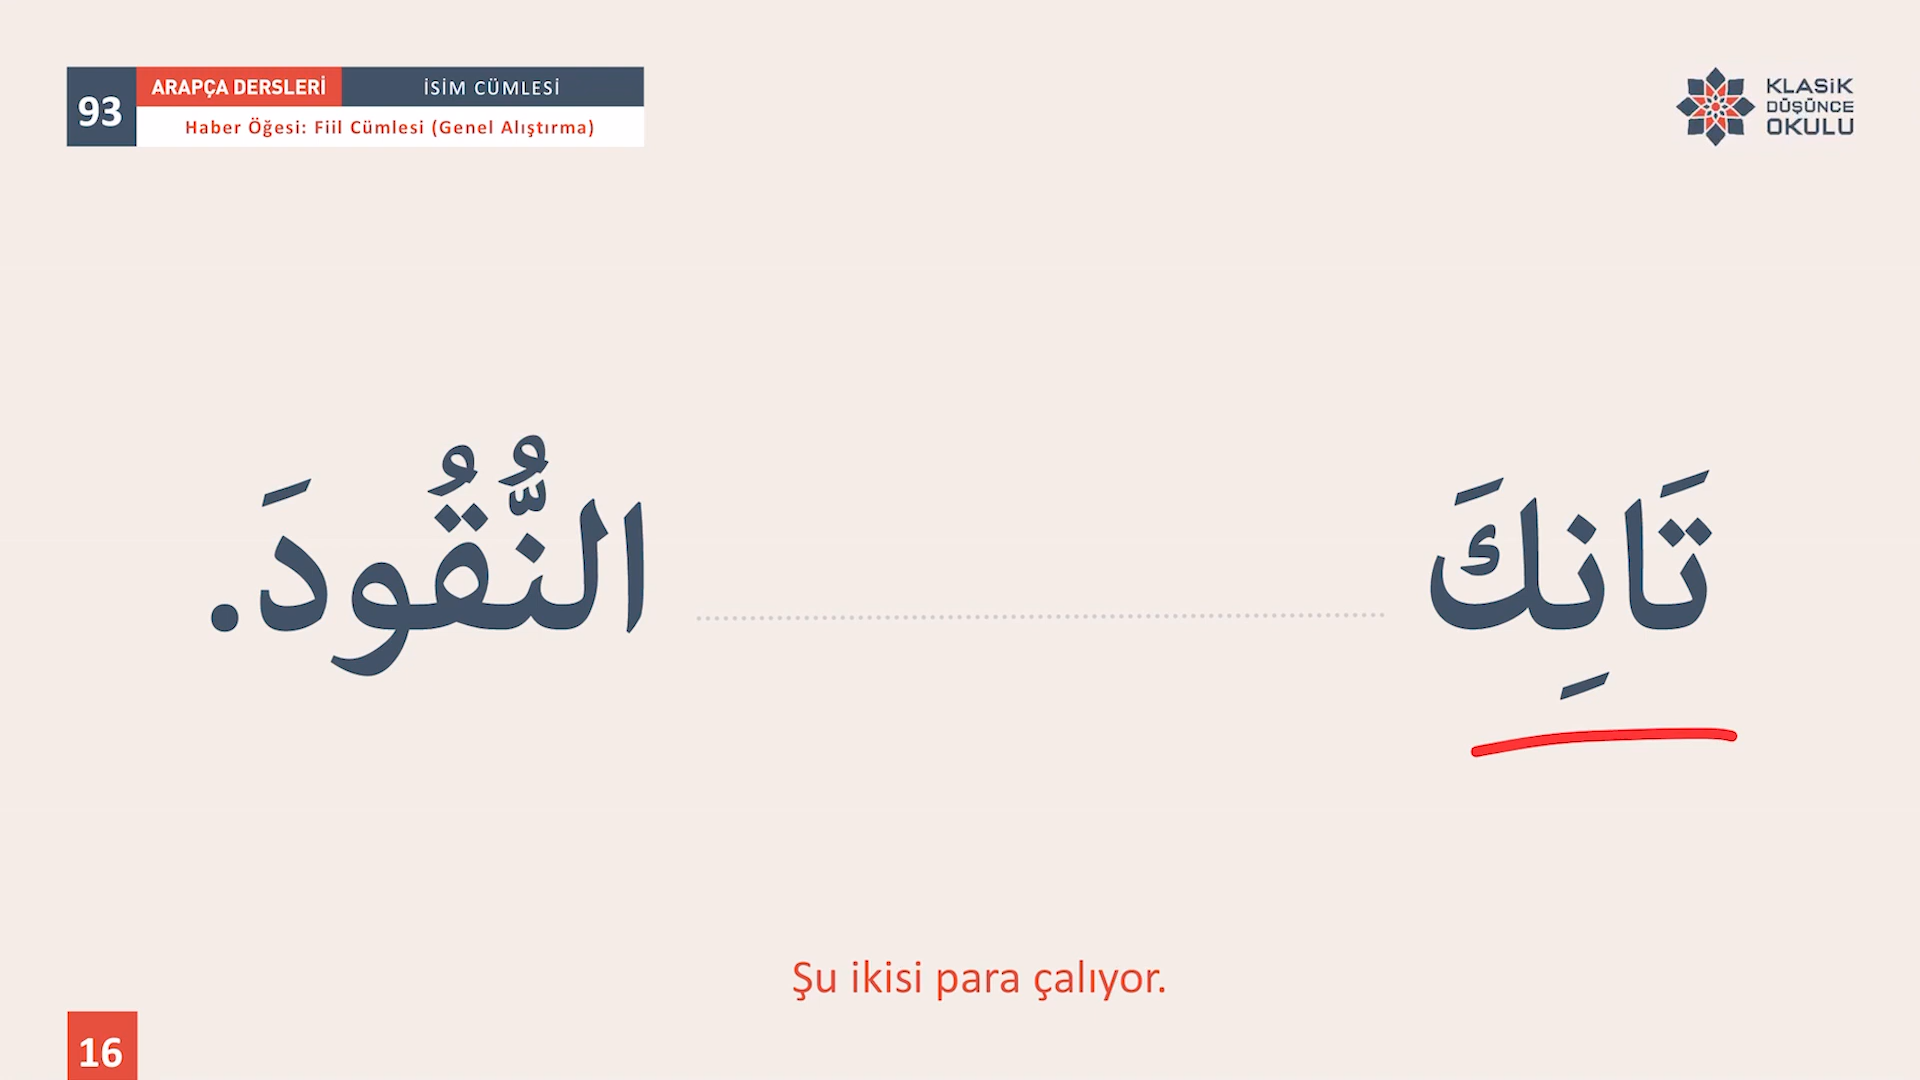 93
ARAPÇA DERSLERİ
İSİM CÜMLESİ
Haber Öğesi: Fiil Cümlesi (Genel Alıştırma)
KLASiK
DÜŞÜNCE
OKULU
تَانِكَ ........................ النُّقُودَ.
Şu ikisi para çalıyor.
16